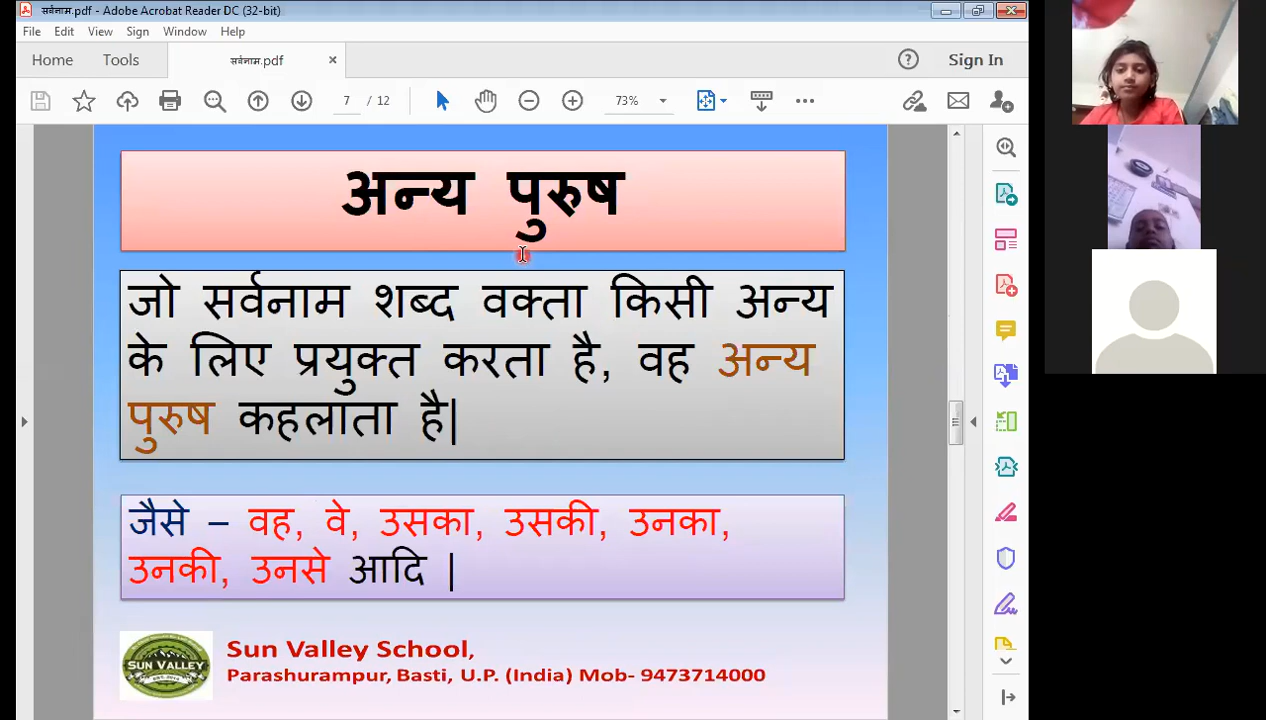 सर्वनाम.pdf - Adobe Acrobat Reader DC (32-bit)
File Edit View Sign Window Help
Home Tools सर्वनाम.pdf × Sign In
7 / 12 73%
अन्य पुरुष
जो सर्वनाम शब्द वक्ता किसी अन्य
के लिए प्रयुक्त करता है, वह अन्य
पुरुष कहलाता है|
जैसे – वह, वे, उसका, उसकी, उनका,
उनकी, उनसे आदि |
SUN VALLEY
Sun Valley School,
Parashurampur, Basti, U.P. (India) Mob- 9473714000